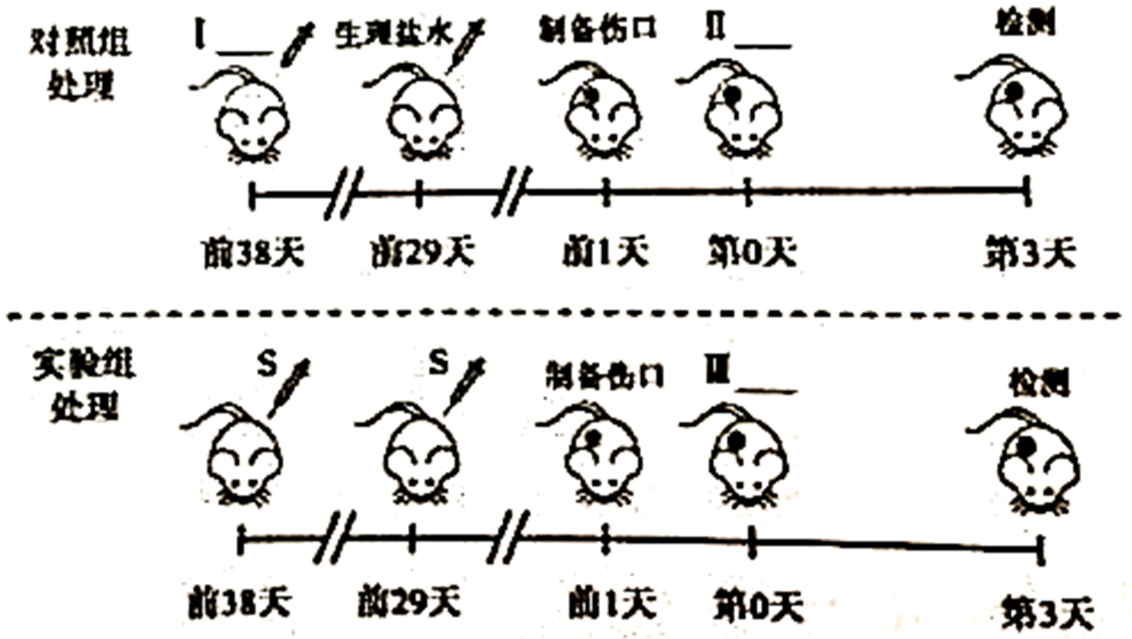 对照组
处理
I ___
生理盐水
制备伤口
II ___
检测
前38天
前29天
前1天
第0天
第3天
实验组
处理
S
S
制备伤口
III ___
检测
前38天
前29天
前1天
第0天
第3天